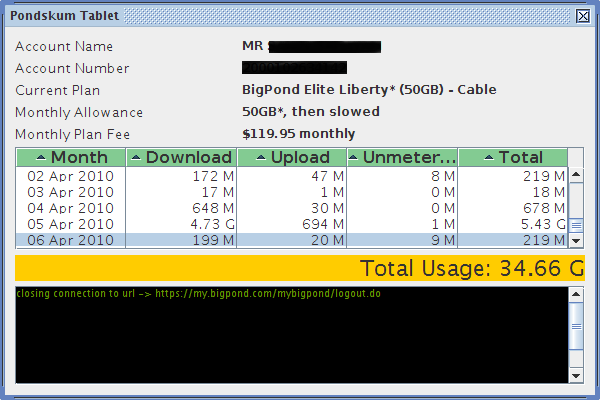 Pondskum Tablet
Account Name MR
Account Number
Current Plan BigPond Elite Liberty* (50GB) - Cable
Monthly Allowance 50GB*, then slowed
Monthly Plan Fee $119.95 monthly
Month Download Upload Unmeter... Total
02 Apr 2010 172 M 47 M 8 M 219 M
03 Apr 2010 17 M 1 M 0 M 18 M
04 Apr 2010 648 M 30 M 0 M 678 M
05 Apr 2010 4.73 G 694 M 1 M 5.43 G
06 Apr 2010 199 M 20 M 9 M 219 M
Total Usage: 34.66 G
closing connection to url -> https://my.bigpond.com/mybigpond/logout.do